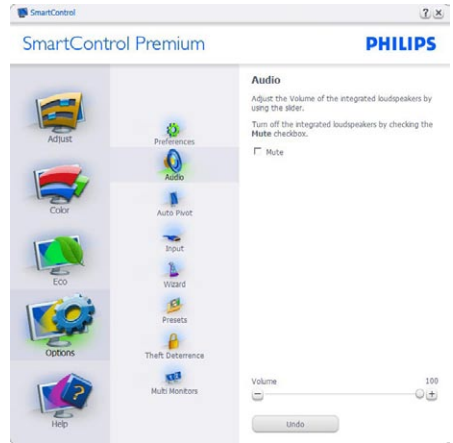 SmartControl
SmartControl Premium
PHILIPS
Adjust
Color
Eco
Options
Help
Preferences
Audio
Auto Pivot
Input
Wizard
Presets
Theft Deterrence
Multi Monitors
Audio
Adjust the Volume of the integrated loudspeakers by
using the slider.
Turn off the integrated loudspeakers by checking the
Mute checkbox.
Mute
Volume 100
Undo